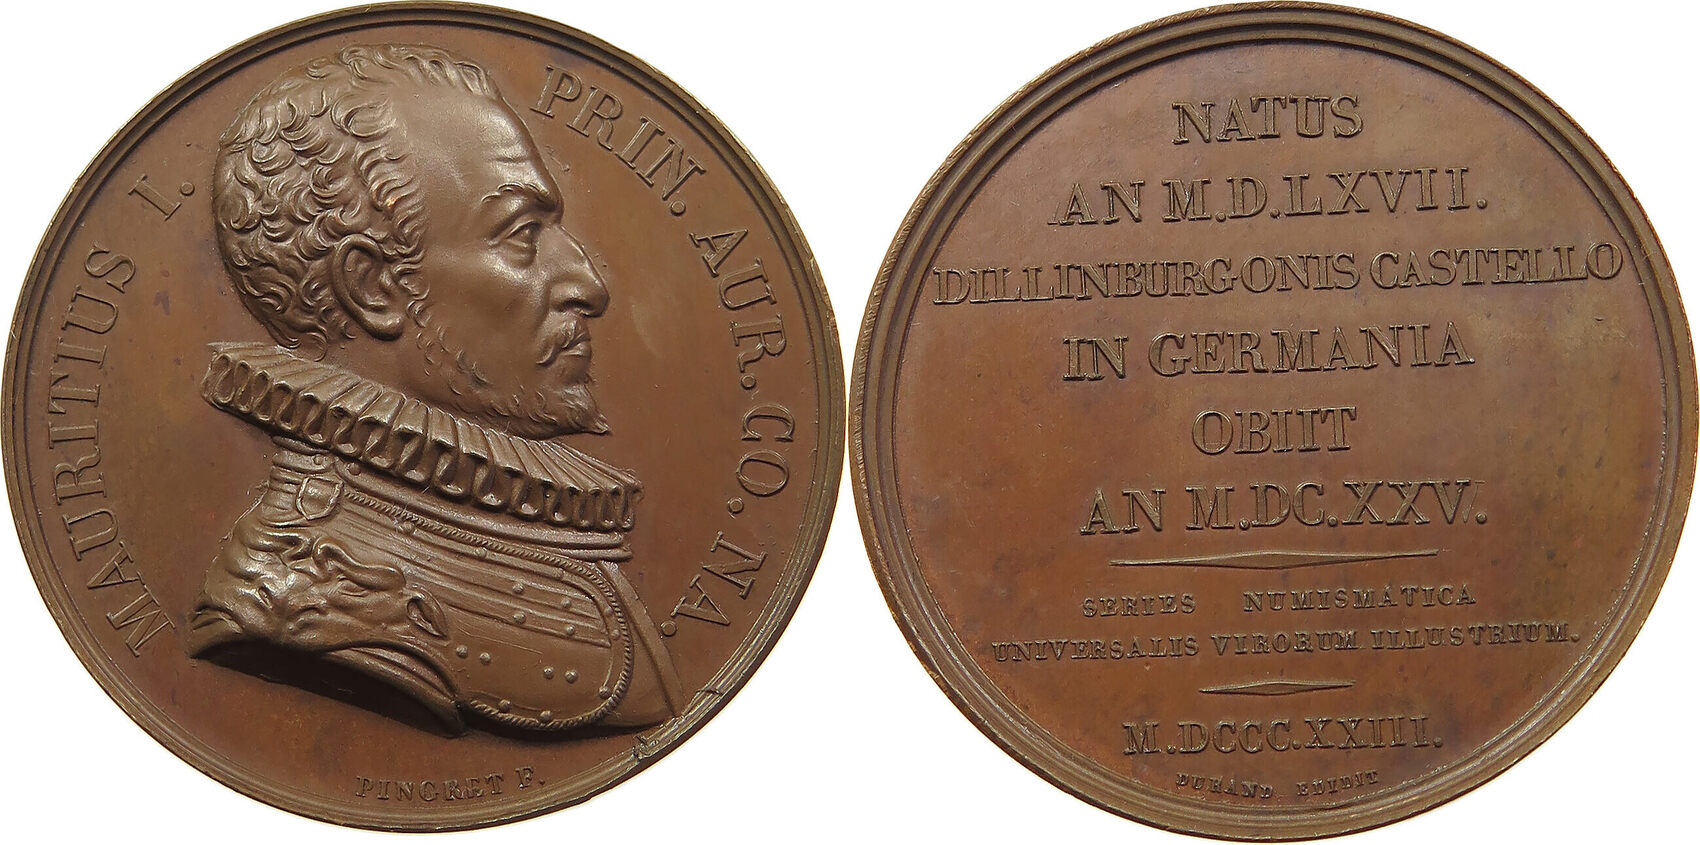 MAURITIUS I. PRIN. AUR. CO. NA.
PINGRET F.
NATUS
AN M.D.LXVII.
DILLINBURGONIS CASTELLO
IN GERMANIA
OBIIT
AN M.DC.XXV.
SERIES NUMISMATICA
UNIVERSALIS VIRORUM ILLUSTRIUM.
M.DCCC.XXIII.
DURAND EDIDIT